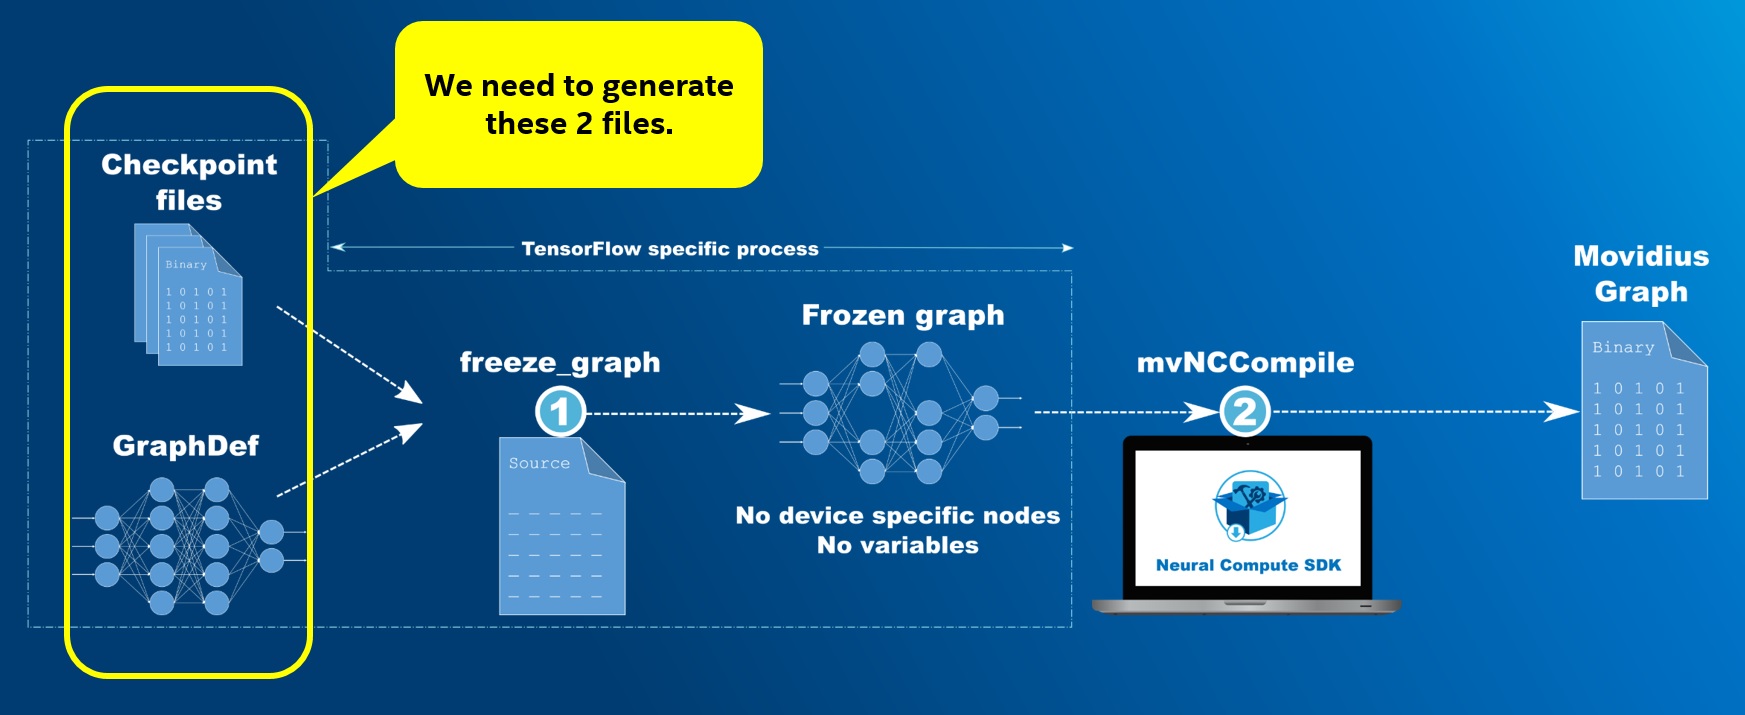 We need to generate
these 2 files.
Checkpoint
files
Binary
1 0 1 0 1
1 0 1 0 1
1 0 1 0 1
1 0 1 0 1
1 0 1 0 1
TensorFlow specific process
GraphDef
freeze_graph
1
Source
Frozen graph
No device specific nodes
No variables
mvNCCompile
2
Neural Compute SDK
Movidius
Graph
Binary
1 0 1 0 1
1 0 1 0 1
1 0 1 0 1
1 0 1 0 1
1 0 1 0 1